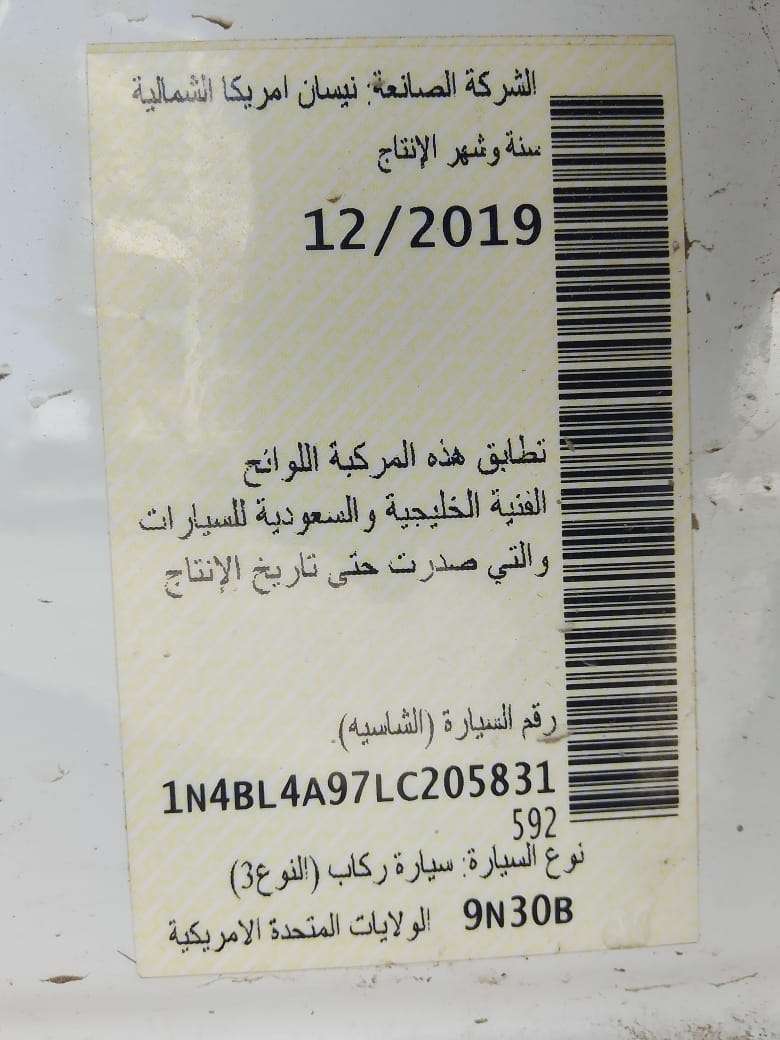 الشركة الصانعة: نيسان امريكا الشمالية
سنة وشهر الإنتاج
12/2019
تطابق هذه المركبة اللوائح
الفنية الخليجية والسعودية للسيارات
والتي صدرت حتى تاريخ الإنتاج
رقم السيارة (الشاسيه).
1N4BL4A97LC205831
592
نوع السيارة: سيارة ركاب (النوع3)
9N30B الولايات المتحدة الامريكية